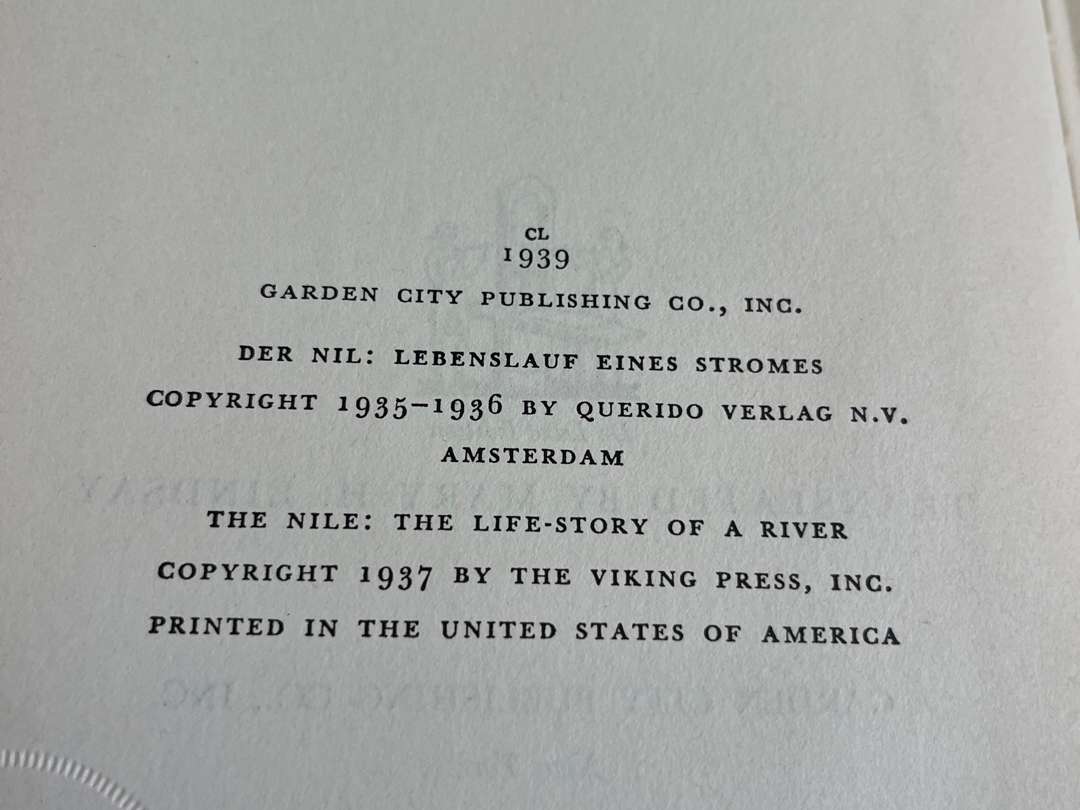 CL
1939
GARDEN CITY PUBLISHING CO., INC.
DER NIL: LEBENSLAUF EINES STROMES
COPYRIGHT 1935–1936 BY QUERIDO VERLAG N.V.
AMSTERDAM
THE NILE: THE LIFE-STORY OF A RIVER
COPYRIGHT 1937 BY THE VIKING PRESS, INC.
PRINTED IN THE UNITED STATES OF AMERICA